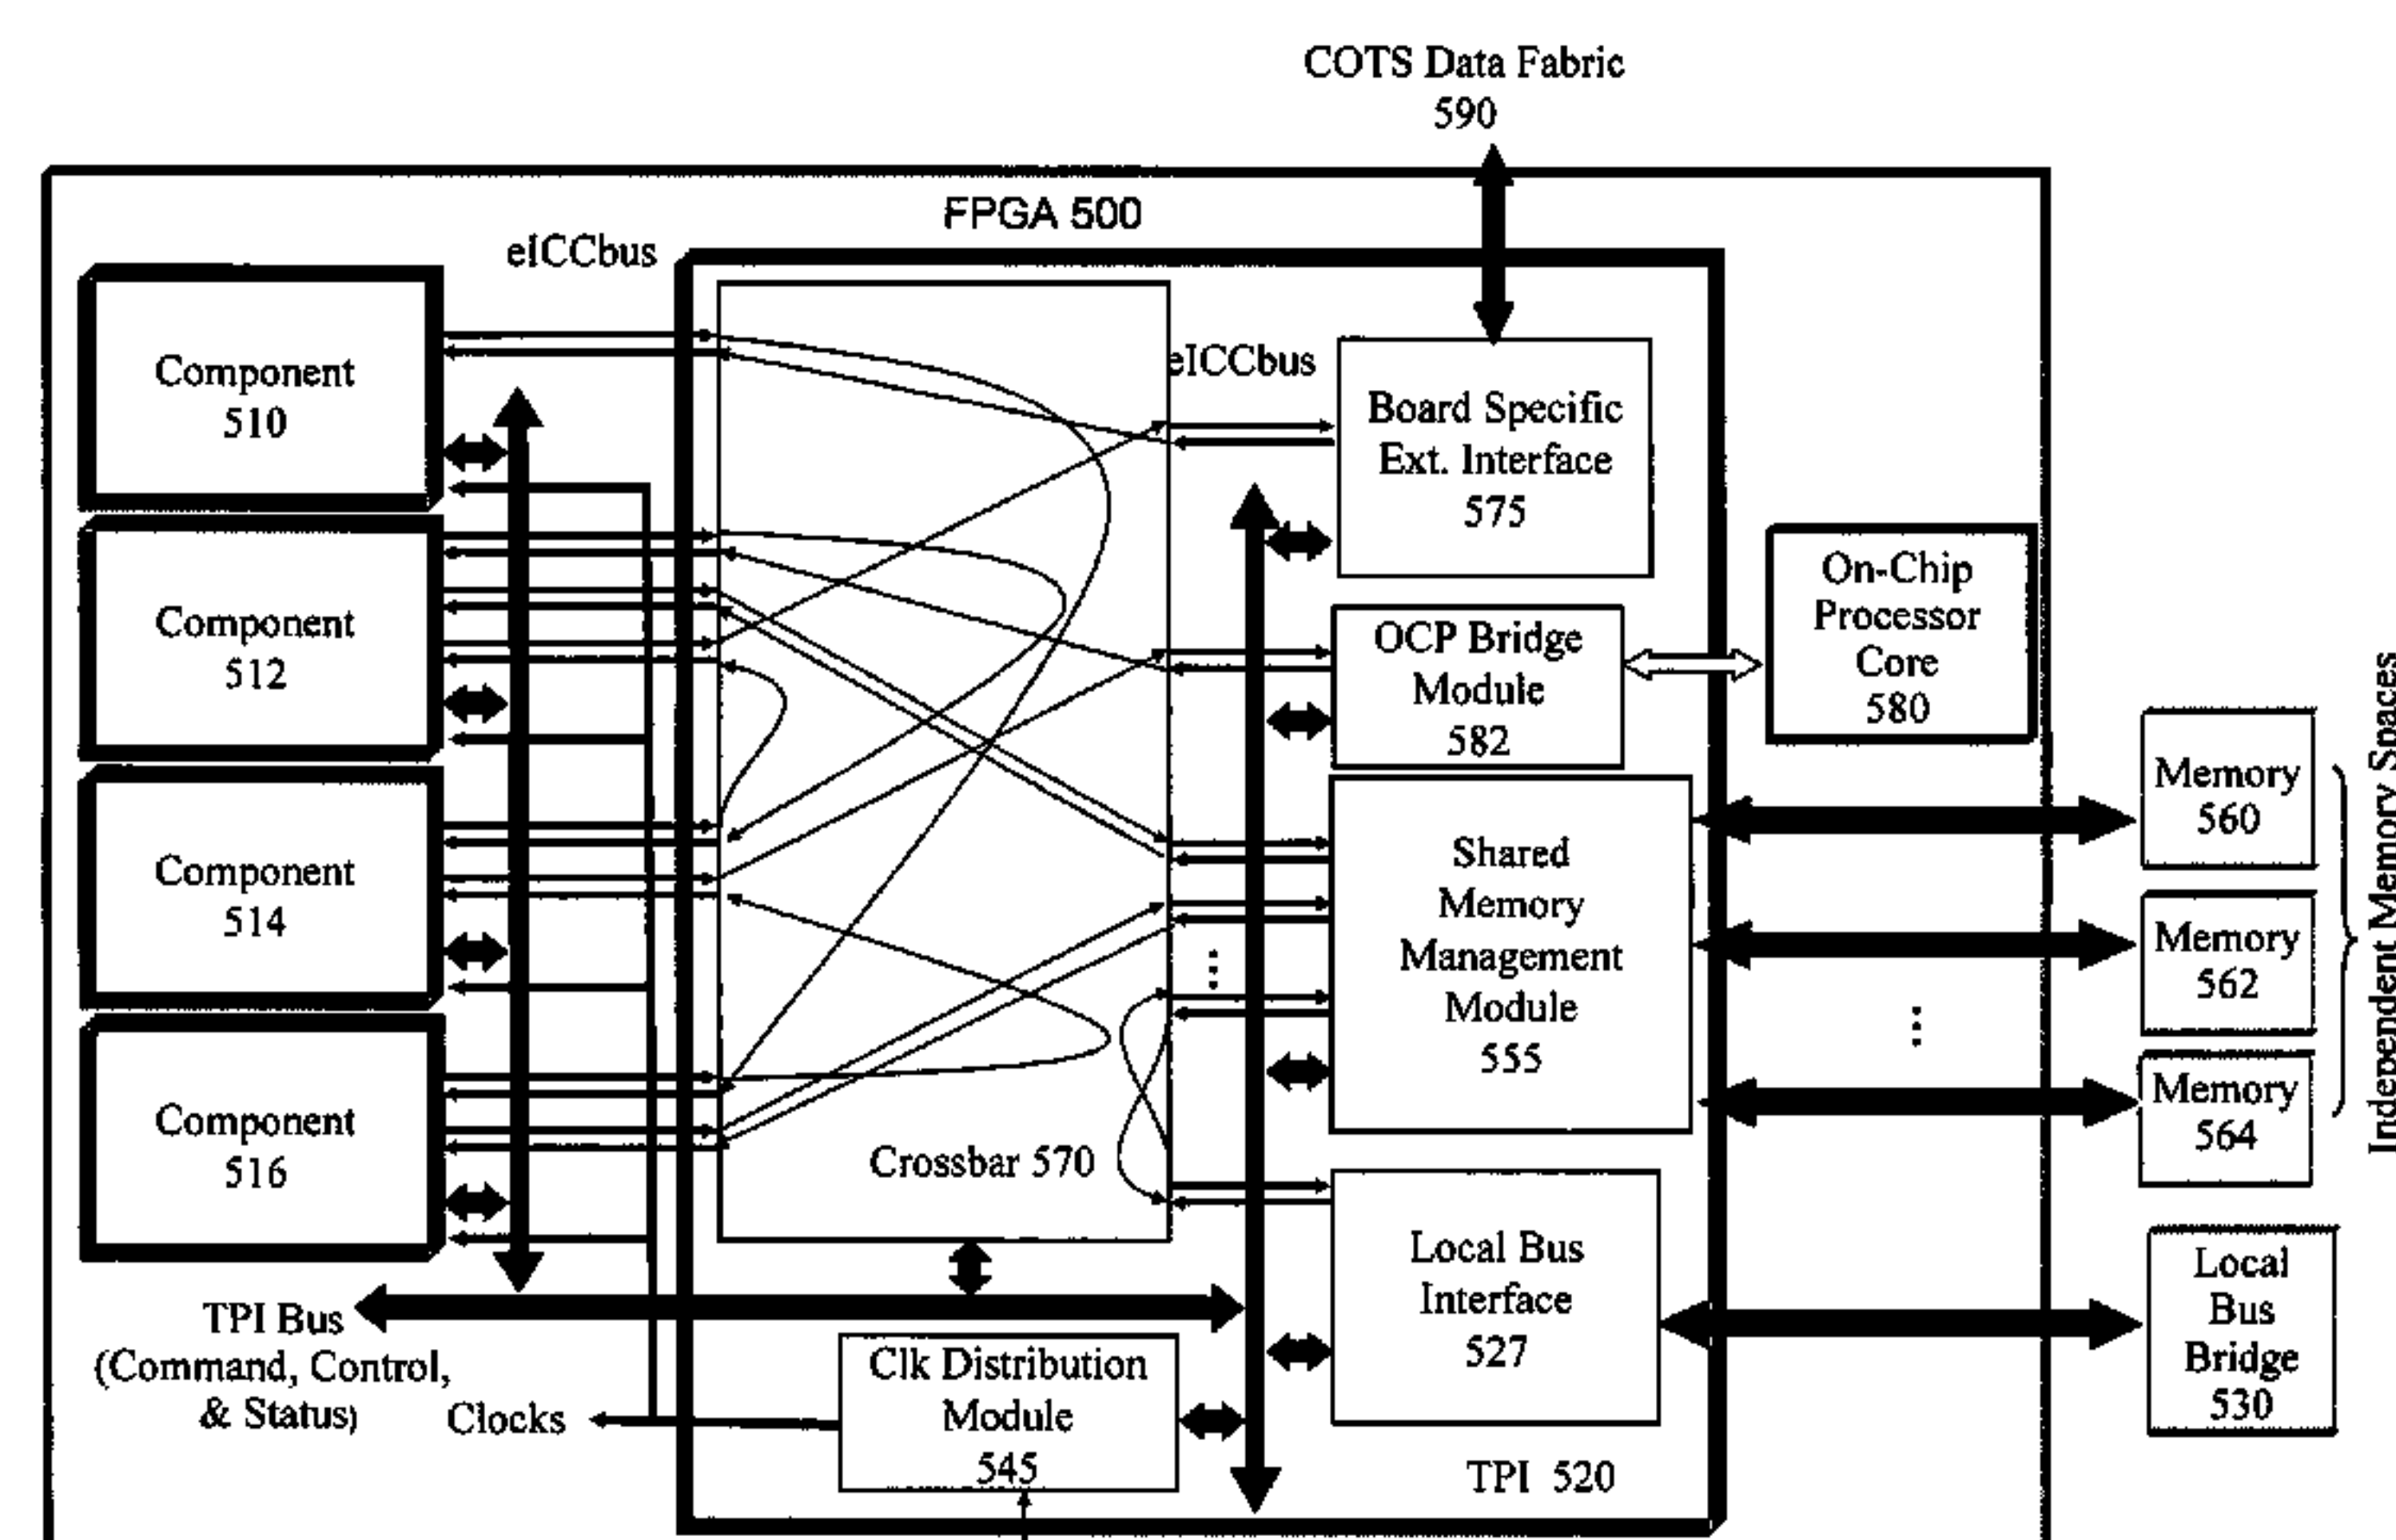 COTS Data Fabric
590
FPGA 500
eICCbus
Component
510
Component
512
Component
514
Component
516
eICCbus
Board Specific
Ext. Interface
575
OCP Bridge
Module
582
On-Chip
Processor
Core
580
Shared
Memory
Management
Module
555
...
...
Memory
560
Memory
562
Memory
564
Independent Memory Spaces
Crossbar 570
Local Bus
Interface
527
Local
Bus
Bridge
530
TPI Bus
(Command, Control,
& Status)
Clocks
Clk Distribution
Module
545
TPI 520